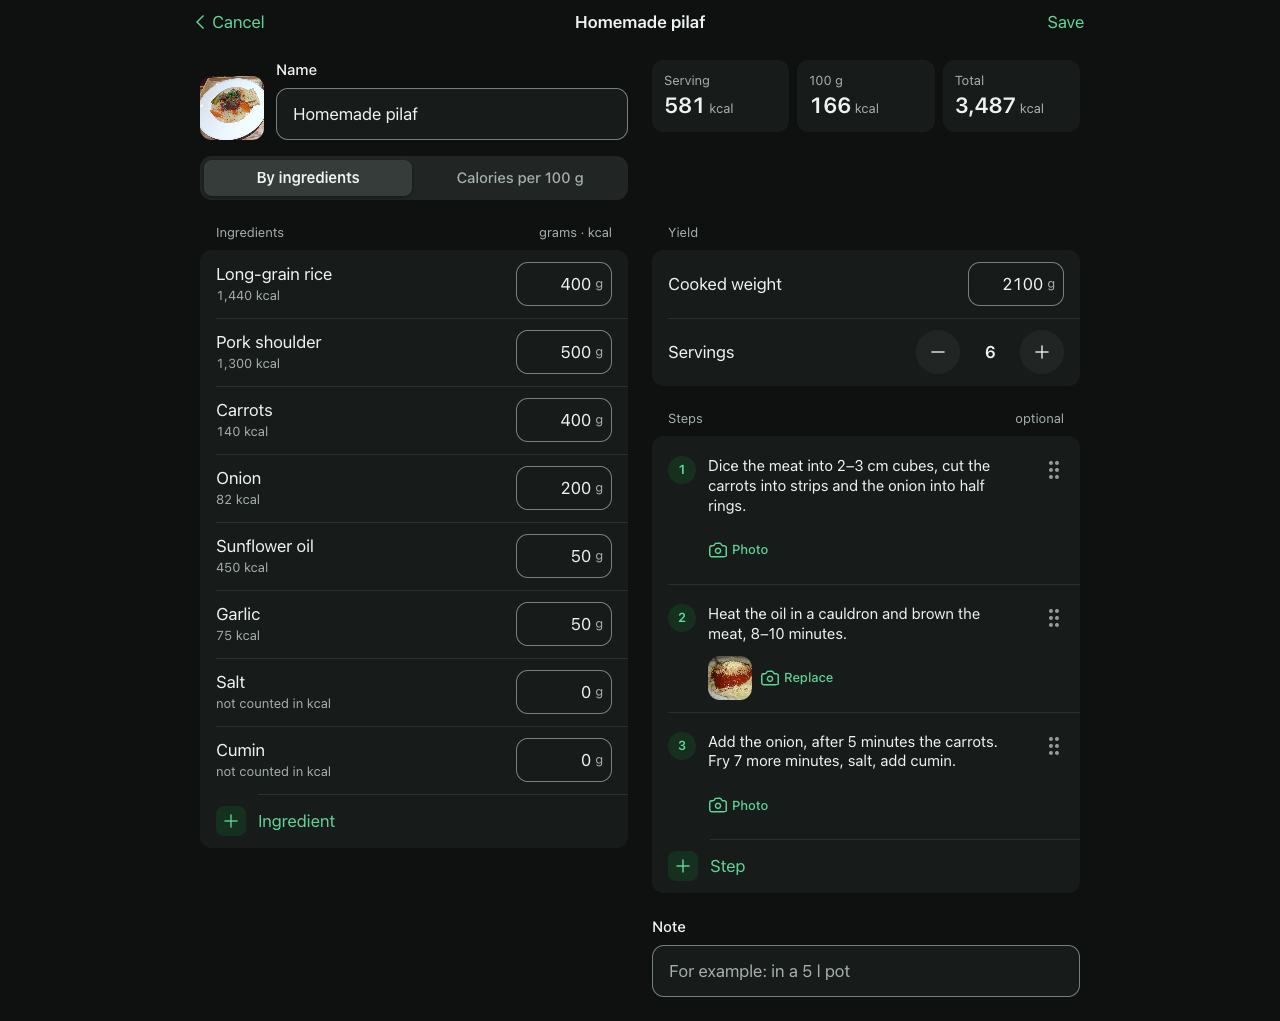 Cancel
Homemade pilaf
Save
Name
Homemade pilaf
Serving
581 kcal
100 g
166 kcal
Total
3,487 kcal
By ingredients
Calories per 100 g
Ingredients
grams · kcal
Long-grain rice
1,440 kcal
400 g
Pork shoulder
1,300 kcal
500 g
Carrots
140 kcal
400 g
Onion
82 kcal
200 g
Sunflower oil
450 kcal
50 g
Garlic
75 kcal
50 g
Salt
not counted in kcal
0 g
Cumin
not counted in kcal
0 g
Ingredient
Yield
Cooked weight
2100 g
Servings
6
Steps
optional
1
Dice the meat into 2–3 cm cubes, cut the
carrots into strips and the onion into half
rings.
Photo
2
Heat the oil in a cauldron and brown the
meat, 8–10 minutes.
Replace
3
Add the onion, after 5 minutes the carrots.
Fry 7 more minutes, salt, add cumin.
Photo
Step
Note
For example: in a 5 l pot